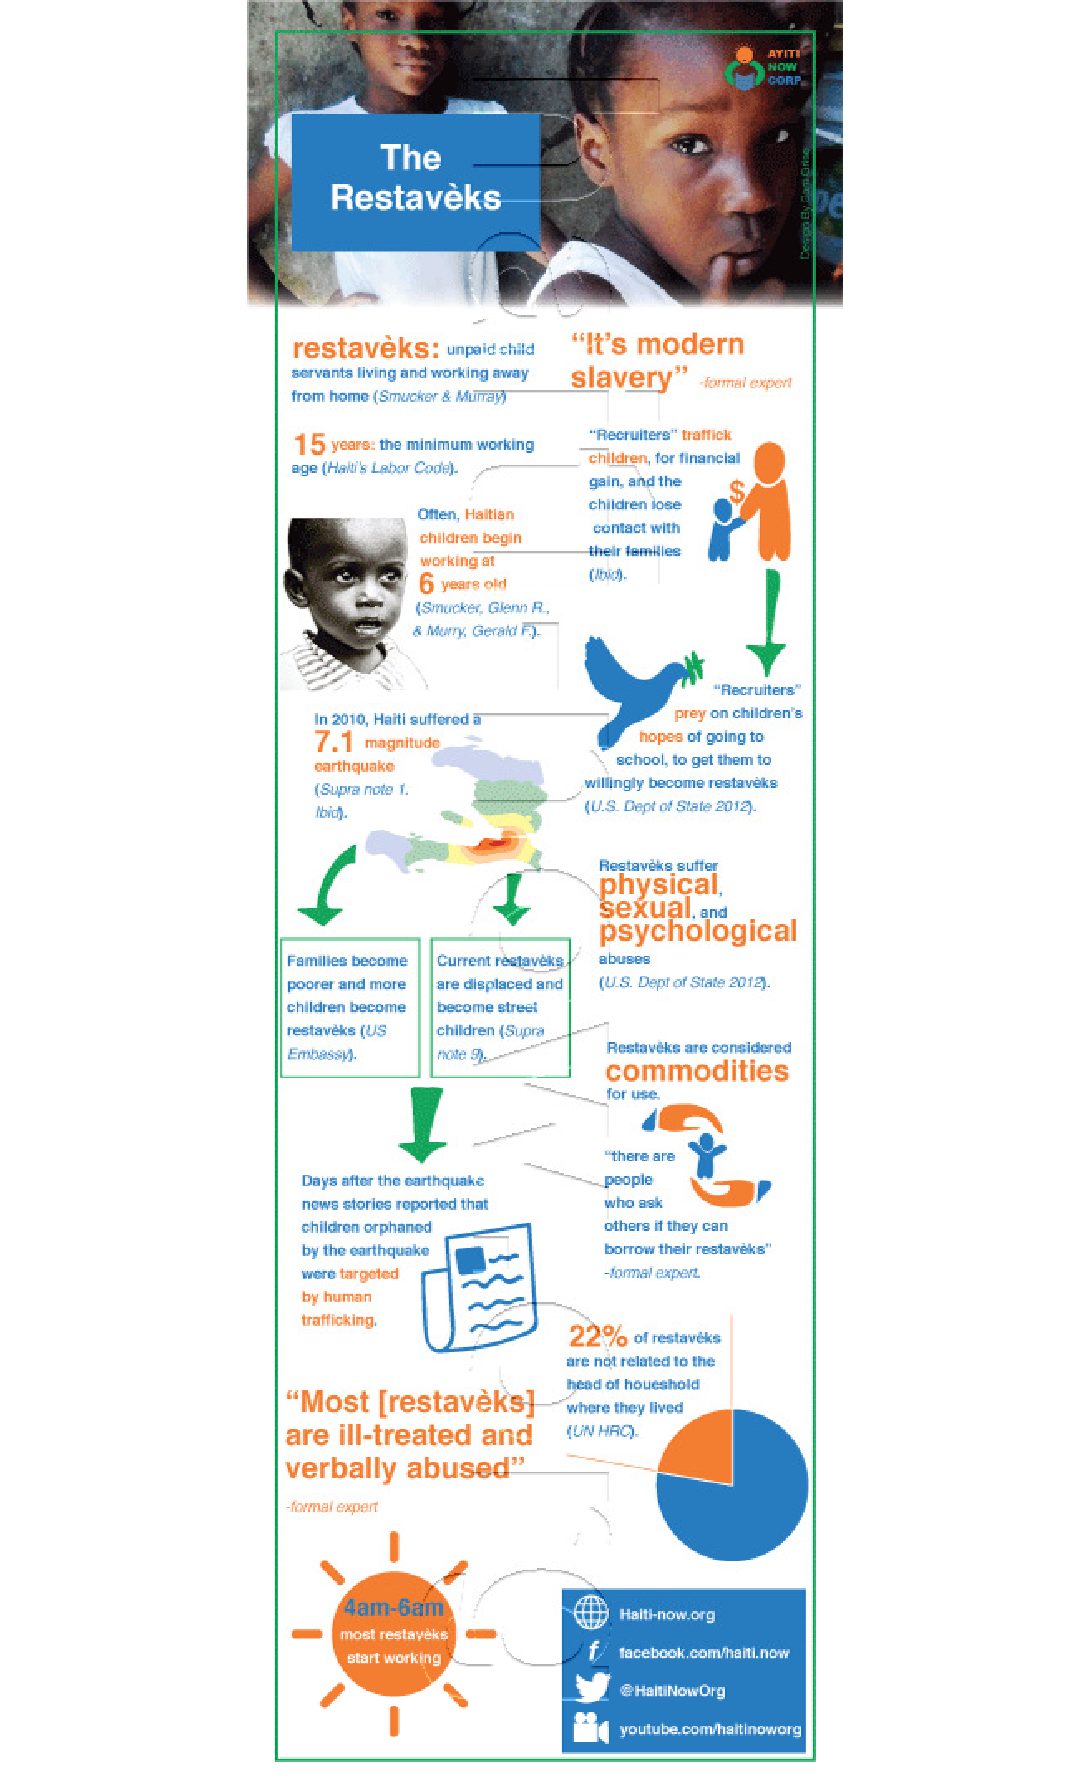 AYITI
NOW
CORP
The
Restavèks
Design By Cam Grise
restavèks: unpaid child
servants living and working away
from home (Smucker & Murray)
15 years: the minimum working
age (Haiti's Labor Code).
Often, Haitian
children begin
working at
6 years old
(Smucker, Glenn R.,
& Murry, Gerald F.).
"It's modern
slavery" -formal expert
"Recruiters" traffick
children, for financial
gain, and the
children lose
contact with
their families
(Ibid).
$
"Recruiters"
prey on children's
hopes of going to
school, to get them to
willingly become restavèks
(U.S. Dept of State 2012).
In 2010, Haiti suffered a
7.1 magnitude
earthquake
(Supra note 1.
Ibid).
Families become
poorer and more
children become
restavèks (US
Embassy).
Current restavèks
are displaced and
become street
children (Supra
note 9).
Restavèks suffer
physical,
sexual, and
psychological
abuses
(U.S. Dept of State 2012).
Restavèks are considered
commodities
for use.
"there are
people
who ask
others if they can
borrow their restavèks"
-formal expert.
Days after the earthquake
news stories reported that
children orphaned
by the earthquake
were targeted
by human
trafficking.
22% of restavèks
are not related to the
head of houeshold
where they lived
(UN HRC).
"Most [restavèks]
are ill-treated and
verbally abused"
-formal expert
4am-6am
most restavèks
start working
Haiti-now.org
facebook.com/haiti.now
@HaitiNowOrg
youtube.com/haitinoworg